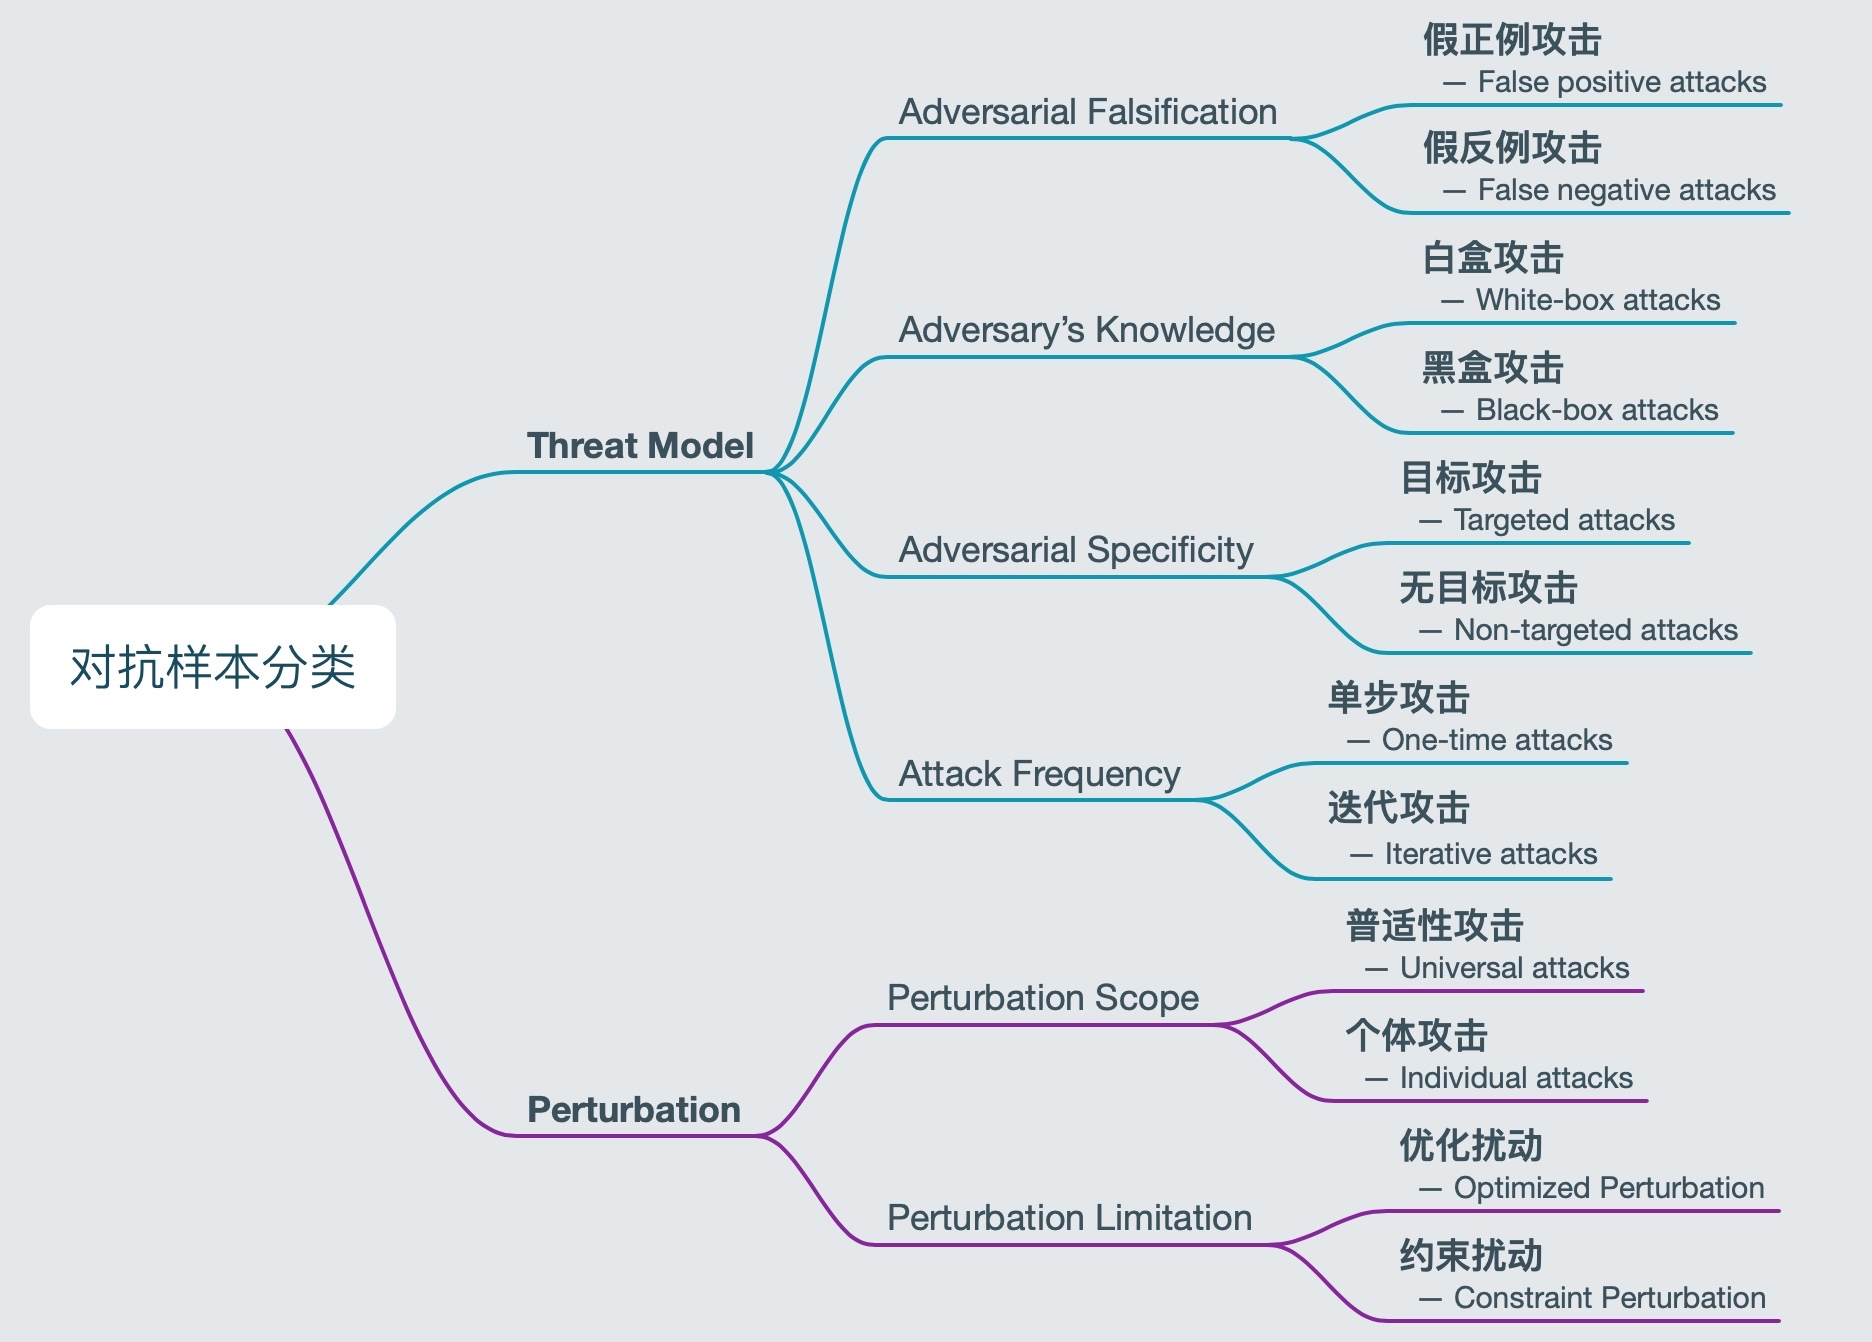 对抗样本分类
Threat Model
Adversarial Falsification
假正例攻击
— False positive attacks
假反例攻击
— False negative attacks
Adversary’s Knowledge
白盒攻击
— White-box attacks
黑盒攻击
— Black-box attacks
Adversarial Specificity
目标攻击
— Targeted attacks
无目标攻击
— Non-targeted attacks
Attack Frequency
单步攻击
— One-time attacks
迭代攻击
— Iterative attacks
Perturbation
Perturbation Scope
普适性攻击
— Universal attacks
个体攻击
— Individual attacks
Perturbation Limitation
优化扰动
— Optimized Perturbation
约束扰动
— Constraint Perturbation